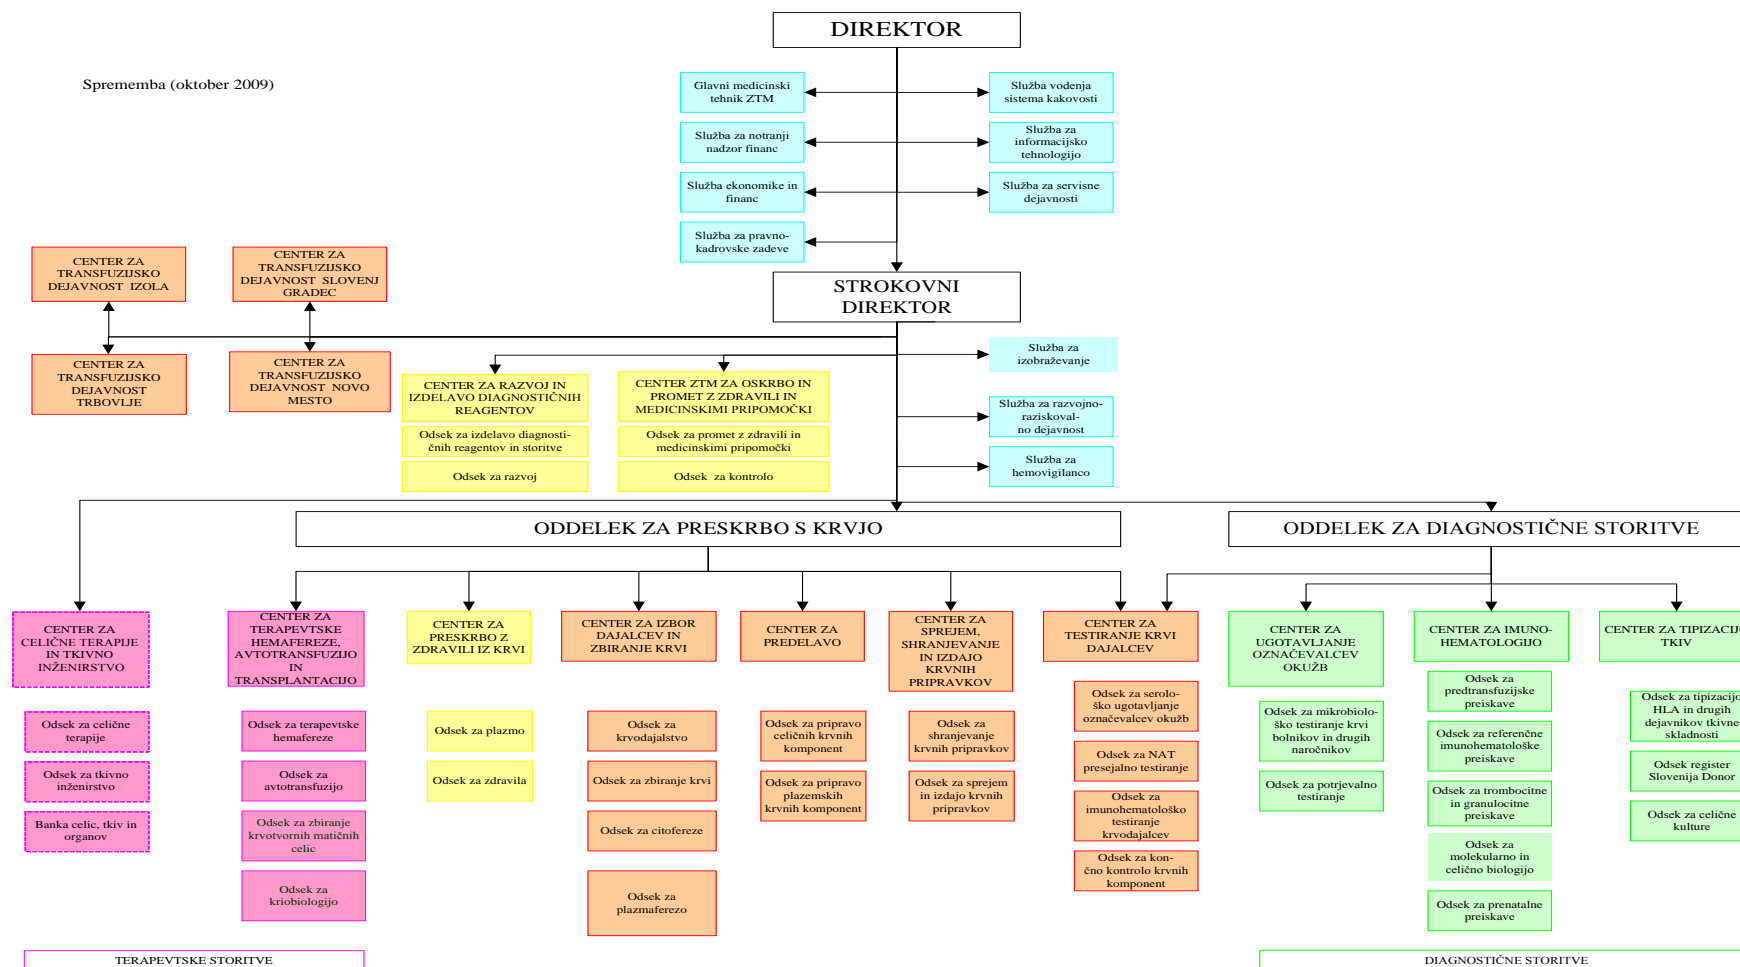 DIREKTOR
Sprememba (oktober 2009)
Glavni medicinski
tehnik ZTM
Služba vodenja
sistema kakovosti
Služba za notranji
nadzor financ
Služba za
informacijsko
tehnologijo
Služba ekonomike in
financ
Služba za servisne
dejavnosti
Služba za pravno-
kadrovske zadeve
STROKOVNI
DIREKTOR
CENTER ZA
TRANSFUZIJSKO
DEJAVNOST IZOLA
CENTER ZA
TRANSFUZIJSKO
DEJAVNOST SLOVENJ
GRADEC
CENTER ZA
TRANSFUZIJSKO
DEJAVNOST
TRBOVLJE
CENTER ZA
TRANSFUZIJSKO
DEJAVNOST NOVO
MESTO
CENTER ZA RAZVOJ IN
IZDELAVO DIAGNOSTIČNIH
REAGENTOV
Odsek za izdelavo diagnosti-
čnih reagentov in storitve
Odsek za razvoj
CENTER ZTM ZA OSKRBO IN
PROMET Z ZDRAVILI IN
MEDICINSKIMI PRIPOMOČKI
Odsek za promet z zdravili in
medicinskimi pripomočki
Odsek za kontrolo
Služba za
izobraževanje
Služba za razvojno-
raziskoval-
no dejavnost
Služba za
hemovigilanco
ODDELEK ZA PRESKRBO S KRVJO
ODDELEK ZA DIAGNOSTIČNE STORITVE
CENTER ZA
CELIČNE TERAPIJE
IN TKIVNO
INŽENIRSTVO
Odsek za celične
terapije
Odsek za tkivno
inženirstvo
Banka celic, tkiv in
organov
CENTER ZA
TERAPEVTSKE
HEMAFEREZE,
AVTOTRANSFUZIJO
IN
TRANSPLANTACIJO
Odsek za terapevtske
hemafereze
Odsek za
avtotransfuzijo
Odsek za zbiranje
krvotvornih matičnih
celic
Odsek za
kriobiologijo
CENTER ZA
PRESKRBO Z
ZDRAVILI IZ KRVI
Odsek za plazmo
Odsek za zdravila
CENTER ZA IZBOR
DAJALCEV IN
ZBIRANJE KRVI
Odsek za
krvodajalstvo
Odsek za zbiranje krvi
Odsek za citofereze
Odsek za
plazmaferezo
CENTER ZA
PREDELAVO
Odsek za pripravo
celičnih krvnih
komponent
Odsek za pripravo
plazemskih
krvnih komponent
CENTER ZA
SPREJEM,
SHRANJEVANJE
IN IZDAJO
KRVNIH
PRIPRAVKOV
Odsek za
shranjevanje
krvnih pripravkov
Odsek za sprejem
in izdajo krvnih
pripravkov
CENTER ZA
TESTIRANJE KRVI
DAJALCEV
Odsek za serolo-
ško ugotavljanje
označevalcev okužb
Odsek za NAT
presejalno testiranje
Odsek za
imunohematološko
testiranje
krvodajalcev
Odsek za kon-
čno kontrolo krvnih
komponent
CENTER ZA
UGOTAVLJANJE
OZNAČEVALCEV
OKUŽB
Odsek za mikrobiolo-
ško testiranje krvi
bolnikov in drugih
naročnikov
Odsek za potrjevalno
testiranje
CENTER ZA IMUNO-
HEMATOLOGIJO
Odsek za
predtransfuzijske
preiskave
Odsek za referenčne
imunohematološke
preiskave
Odsek za trombocitne
in granulocitne
preiskave
Odsek za
molekularno in
celično biologijo
Odsek za prenatalne
preiskave
CENTER ZA TIPIZACIJO
TKIV
Odsek za tipizacijo
HLA in drugih
dejavnikov tkivne
skladnosti
Odsek register
Slovenija Donor
Odsek za celične
kulture
TERAPEVTSKE STORITVE
DIAGNOSTIČNE STORITVE